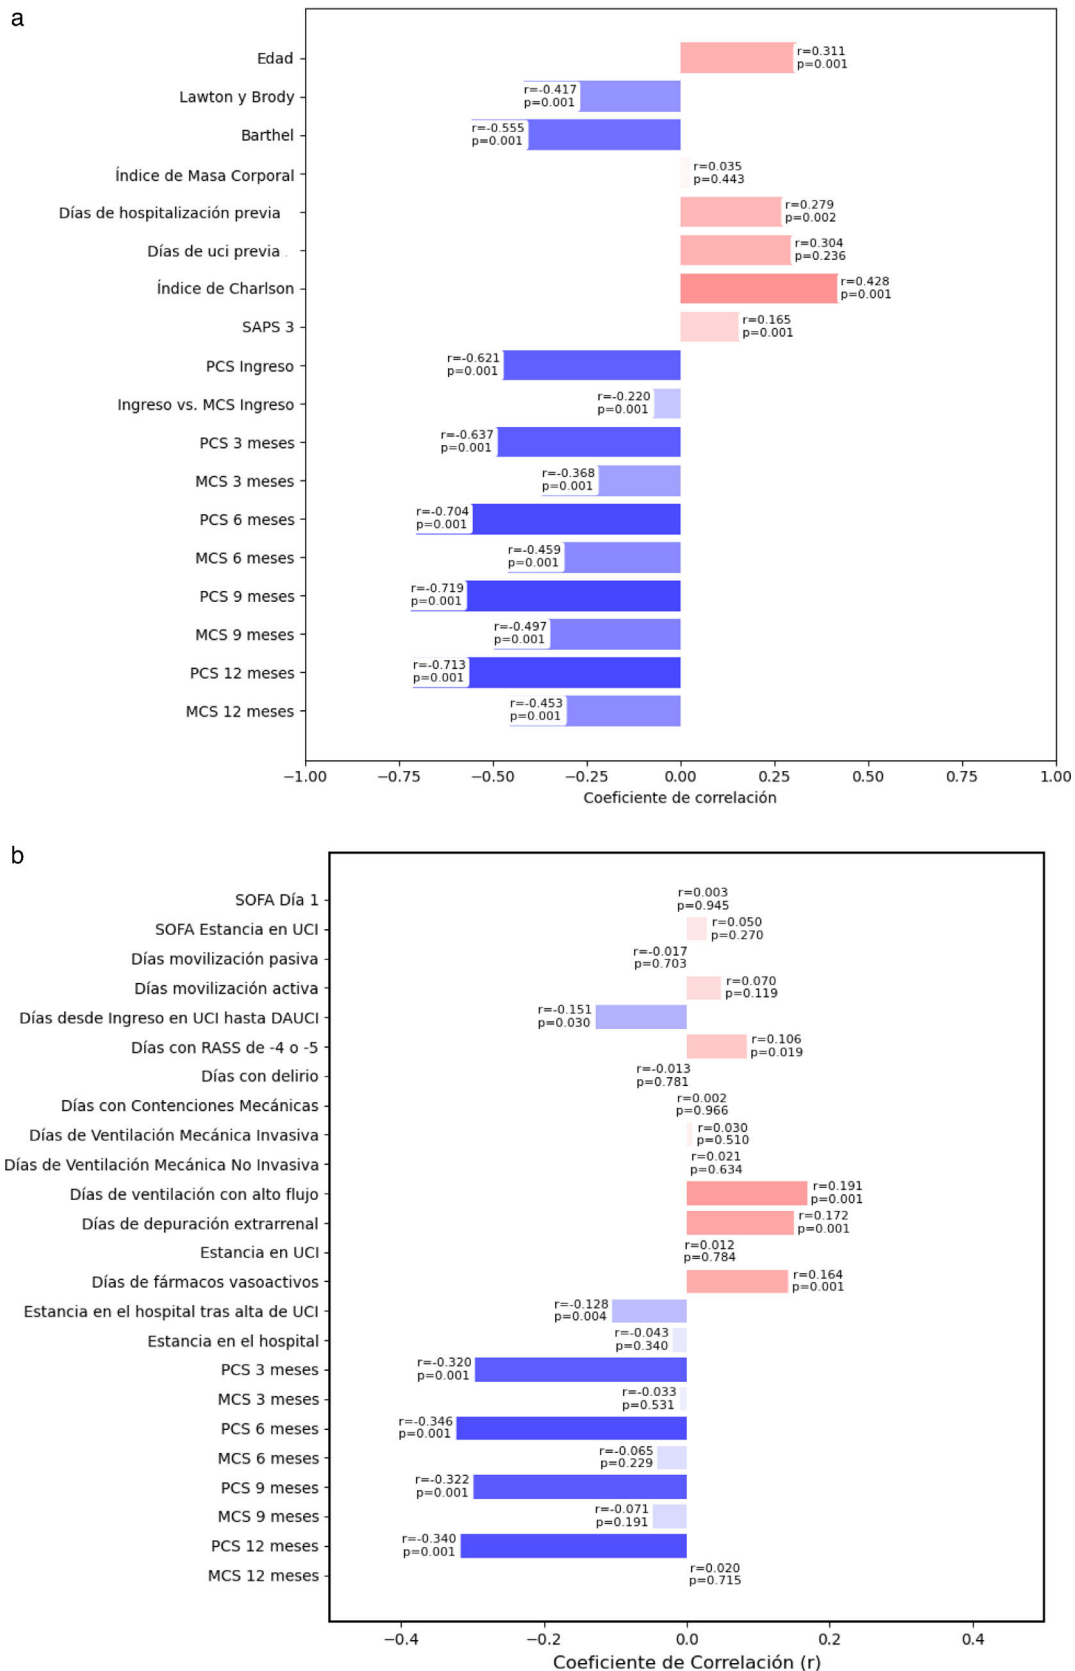 a
Edad
r=0.311
p=0.001
Lawton y Brody
r=-0.417
p=0.001
Barthel
r=-0.555
p=0.001
Índice de Masa Corporal
r=0.035
p=0.443
Días de hospitalización previa
r=0.279
p=0.002
Días de uci previa
r=0.304
p=0.236
Índice de Charlson
r=0.428
p=0.001
SAPS 3
r=0.165
p=0.001
PCS Ingreso
r=-0.621
p=0.001
Ingreso vs. MCS Ingreso
r=-0.220
p=0.001
PCS 3 meses
r=-0.637
p=0.001
MCS 3 meses
r=-0.368
p=0.001
PCS 6 meses
r=-0.704
p=0.001
MCS 6 meses
r=-0.459
p=0.001
PCS 9 meses
r=-0.719
p=0.001
MCS 9 meses
r=-0.497
p=0.001
PCS 12 meses
r=-0.713
p=0.001
MCS 12 meses
r=-0.453
p=0.001
−1.00 −0.75 −0.50 −0.25 0.00 0.25 0.50 0.75 1.00
Coeficiente de correlación
b
SOFA Día 1
r=0.003
p=0.945
SOFA Estancia en UCI
r=0.050
p=0.270
Días movilización pasiva
r=-0.017
p=0.703
Días movilización activa
r=0.070
p=0.119
Días desde Ingreso en UCI hasta DAUCI
r=-0.151
p=0.030
Días con RASS de -4 o -5
r=0.106
p=0.019
Días con delirio
r=-0.013
p=0.781
Días con Contenciones Mecánicas
r=0.002
p=0.966
Días de Ventilación Mecánica Invasiva
r=0.030
p=0.510
Días de Ventilación Mecánica No Invasiva
r=0.021
p=0.634
Días de ventilación con alto flujo
r=0.191
p=0.001
Días de depuración extrarrenal
r=0.172
p=0.001
Estancia en UCI
r=0.012
p=0.784
Días de fármacos vasoactivos
r=0.164
p=0.001
Estancia en el hospital tras alta de UCI
r=-0.128
p=0.004
Estancia en el hospital
r=-0.043
p=0.340
PCS 3 meses
r=-0.320
p=0.001
MCS 3 meses
r=-0.033
p=0.531
PCS 6 meses
r=-0.346
p=0.001
MCS 6 meses
r=-0.065
p=0.229
PCS 9 meses
r=-0.322
p=0.001
MCS 9 meses
r=-0.071
p=0.191
PCS 12 meses
r=-0.340
p=0.001
MCS 12 meses
r=0.020
p=0.715
−0.4 −0.2 0.0 0.2 0.4
Coeficiente de Correlación (r)